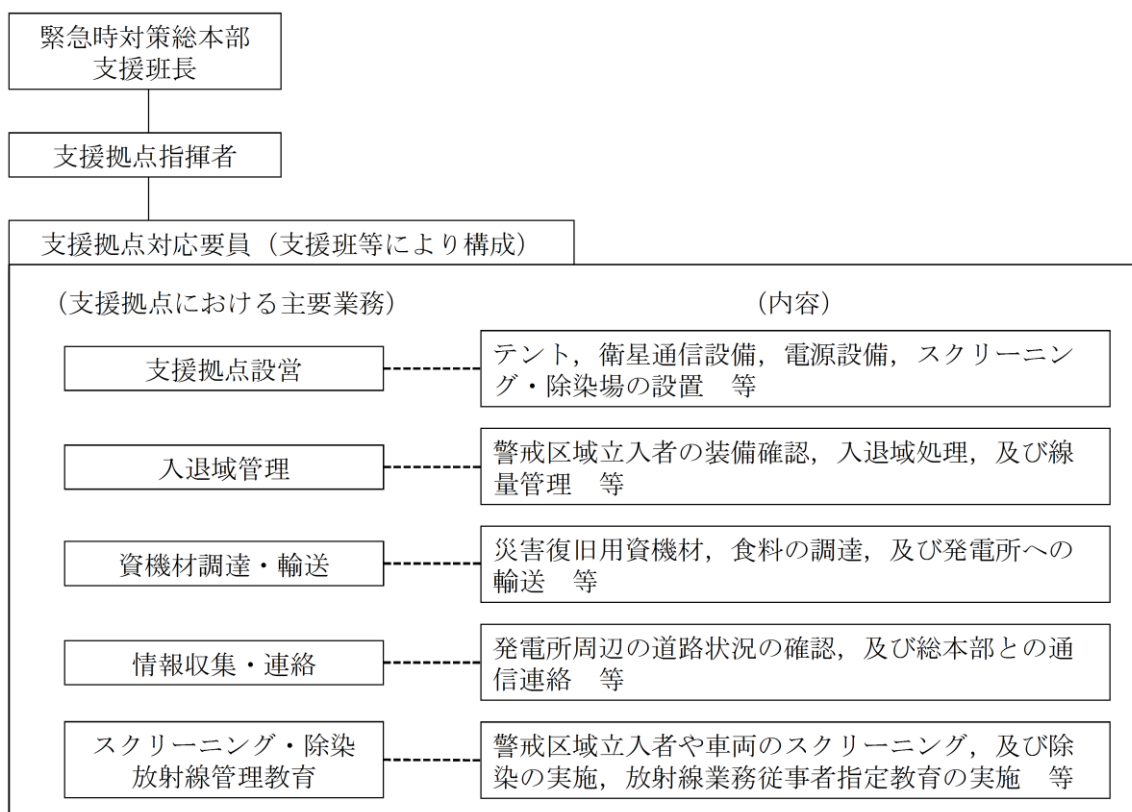 緊急時対策総本部
支援班長
支援拠点指揮者
支援拠点対応要員（支援班等により構成）
（支援拠点における主要業務）
（内容）
支援拠点設営
テント，衛星通信設備，電源設備，スクリーニン
グ・除染場の設置　等
入退域管理
警戒区域立入者の装備確認，入退域処理，及び線
量管理　等
資機材調達・輸送
災害復旧用資機材，食料の調達，及び発電所への
輸送　等
情報収集・連絡
発電所周辺の道路状況の確認，及び総本部との通
信連絡　等
スクリーニング・除染
放射線管理教育
警戒区域立入者や車両のスクリーニング，及び除
染の実施，放射線業務従事者指定教育の実施　等